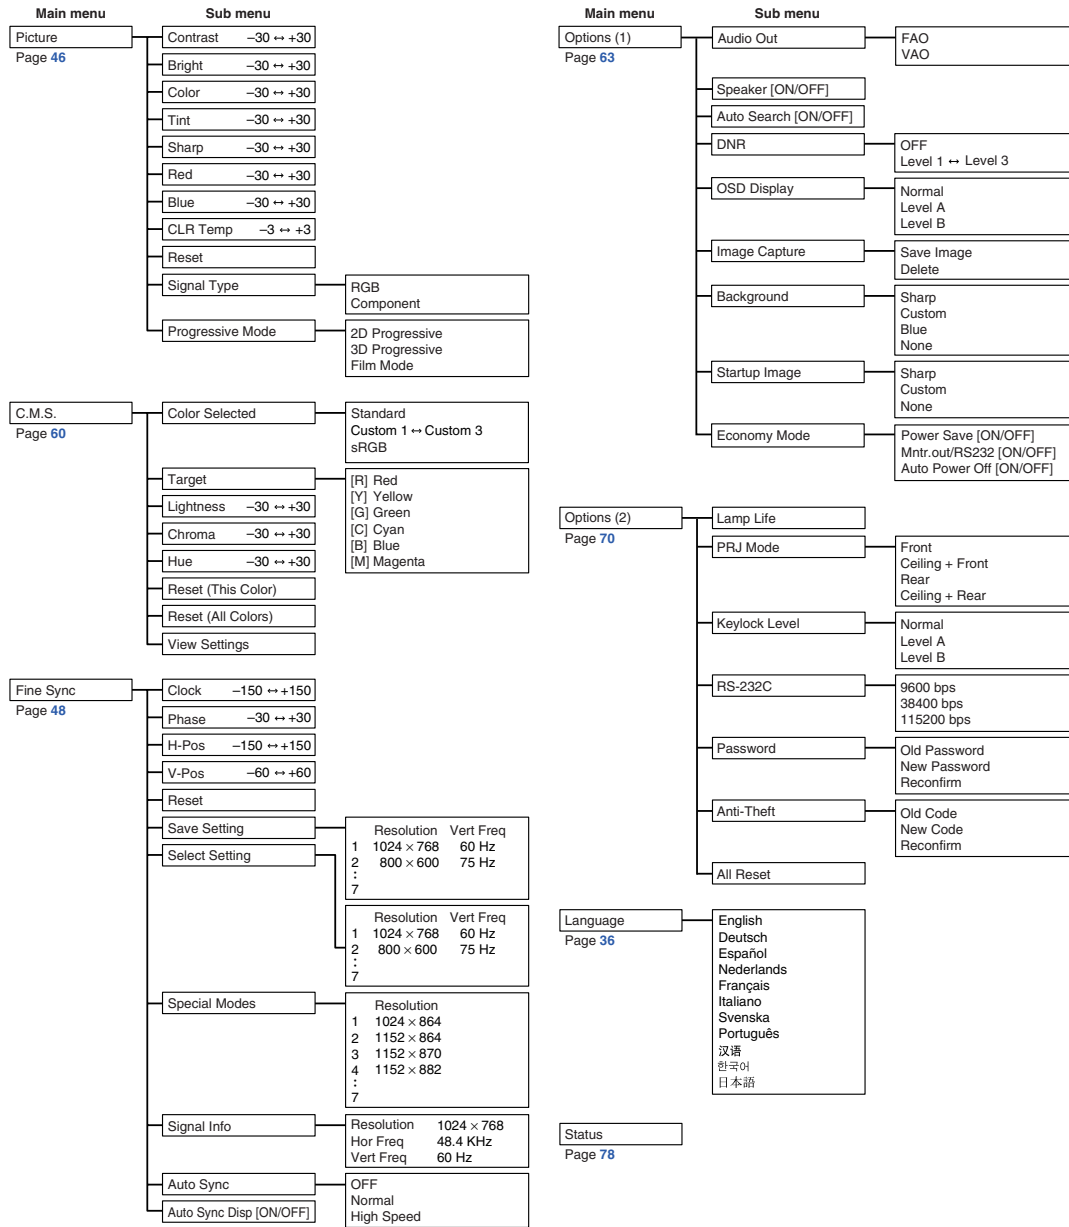 Main menu Sub menu
Picture
Page 46
Contrast −30 ↔ +30
Bright −30 ↔ +30
Color −30 ↔ +30
Tint −30 ↔ +30
Sharp −30 ↔ +30
Red −30 ↔ +30
Blue −30 ↔ +30
CLR Temp −3 ↔ +3
Reset
Signal Type
RGB
Component
Progressive Mode
2D Progressive
3D Progressive
Film Mode
C.M.S.
Page 60
Color Selected
Standard
Custom 1 ↔ Custom 3
sRGB
Target
[R] Red
[Y] Yellow
[G] Green
[C] Cyan
[B] Blue
[M] Magenta
Lightness −30 ↔ +30
Chroma −30 ↔ +30
Hue −30 ↔ +30
Reset (This Color)
Reset (All Colors)
View Settings
Fine Sync
Page 48
Clock −150 ↔ +150
Phase −30 ↔ +30
H-Pos −150 ↔ +150
V-Pos −60 ↔ +60
Reset
Save Setting
Resolution Vert Freq
1 1024 × 768 60 Hz
2 800 × 600 75 Hz
:
7
Select Setting
Resolution Vert Freq
1 1024 × 768 60 Hz
2 800 × 600 75 Hz
:
7
Special Modes
Resolution
1 1024 × 864
2 1152 × 864
3 1152 × 870
4 1152 × 882
:
7
Signal Info
Resolution 1024 × 768
Hor Freq 48.4 KHz
Vert Freq 60 Hz
Auto Sync
OFF
Normal
High Speed
Auto Sync Disp [ON/OFF]
Main menu Sub menu
Options (1)
Page 63
Audio Out
FAO
VAO
Speaker [ON/OFF]
Auto Search [ON/OFF]
DNR
OFF
Level 1 ↔ Level 3
OSD Display
Normal
Level A
Level B
Image Capture
Save Image
Delete
Background
Sharp
Custom
Blue
None
Startup Image
Sharp
Custom
None
Economy Mode
Power Save [ON/OFF]
Mntr.out/RS232 [ON/OFF]
Auto Power Off [ON/OFF]
Options (2)
Page 70
Lamp Life
PRJ Mode
Front
Ceiling + Front
Rear
Ceiling + Rear
Keylock Level
Normal
Level A
Level B
RS-232C
9600 bps
38400 bps
115200 bps
Password
Old Password
New Password
Reconfirm
Anti-Theft
Old Code
New Code
Reconfirm
All Reset
Language
Page 36
English
Deutsch
Español
Nederlands
Français
Italiano
Svenska
Português
汉语
한국어
日本語
Status
Page 78